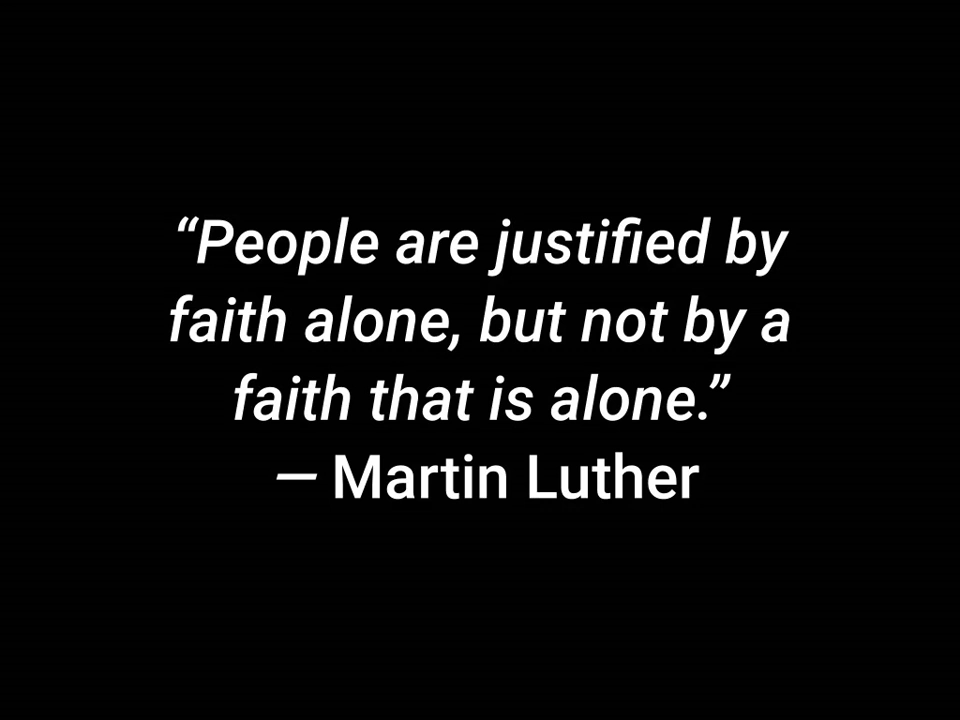 “People are justified by
faith alone, but not by a
faith that is alone.”
— Martin Luther